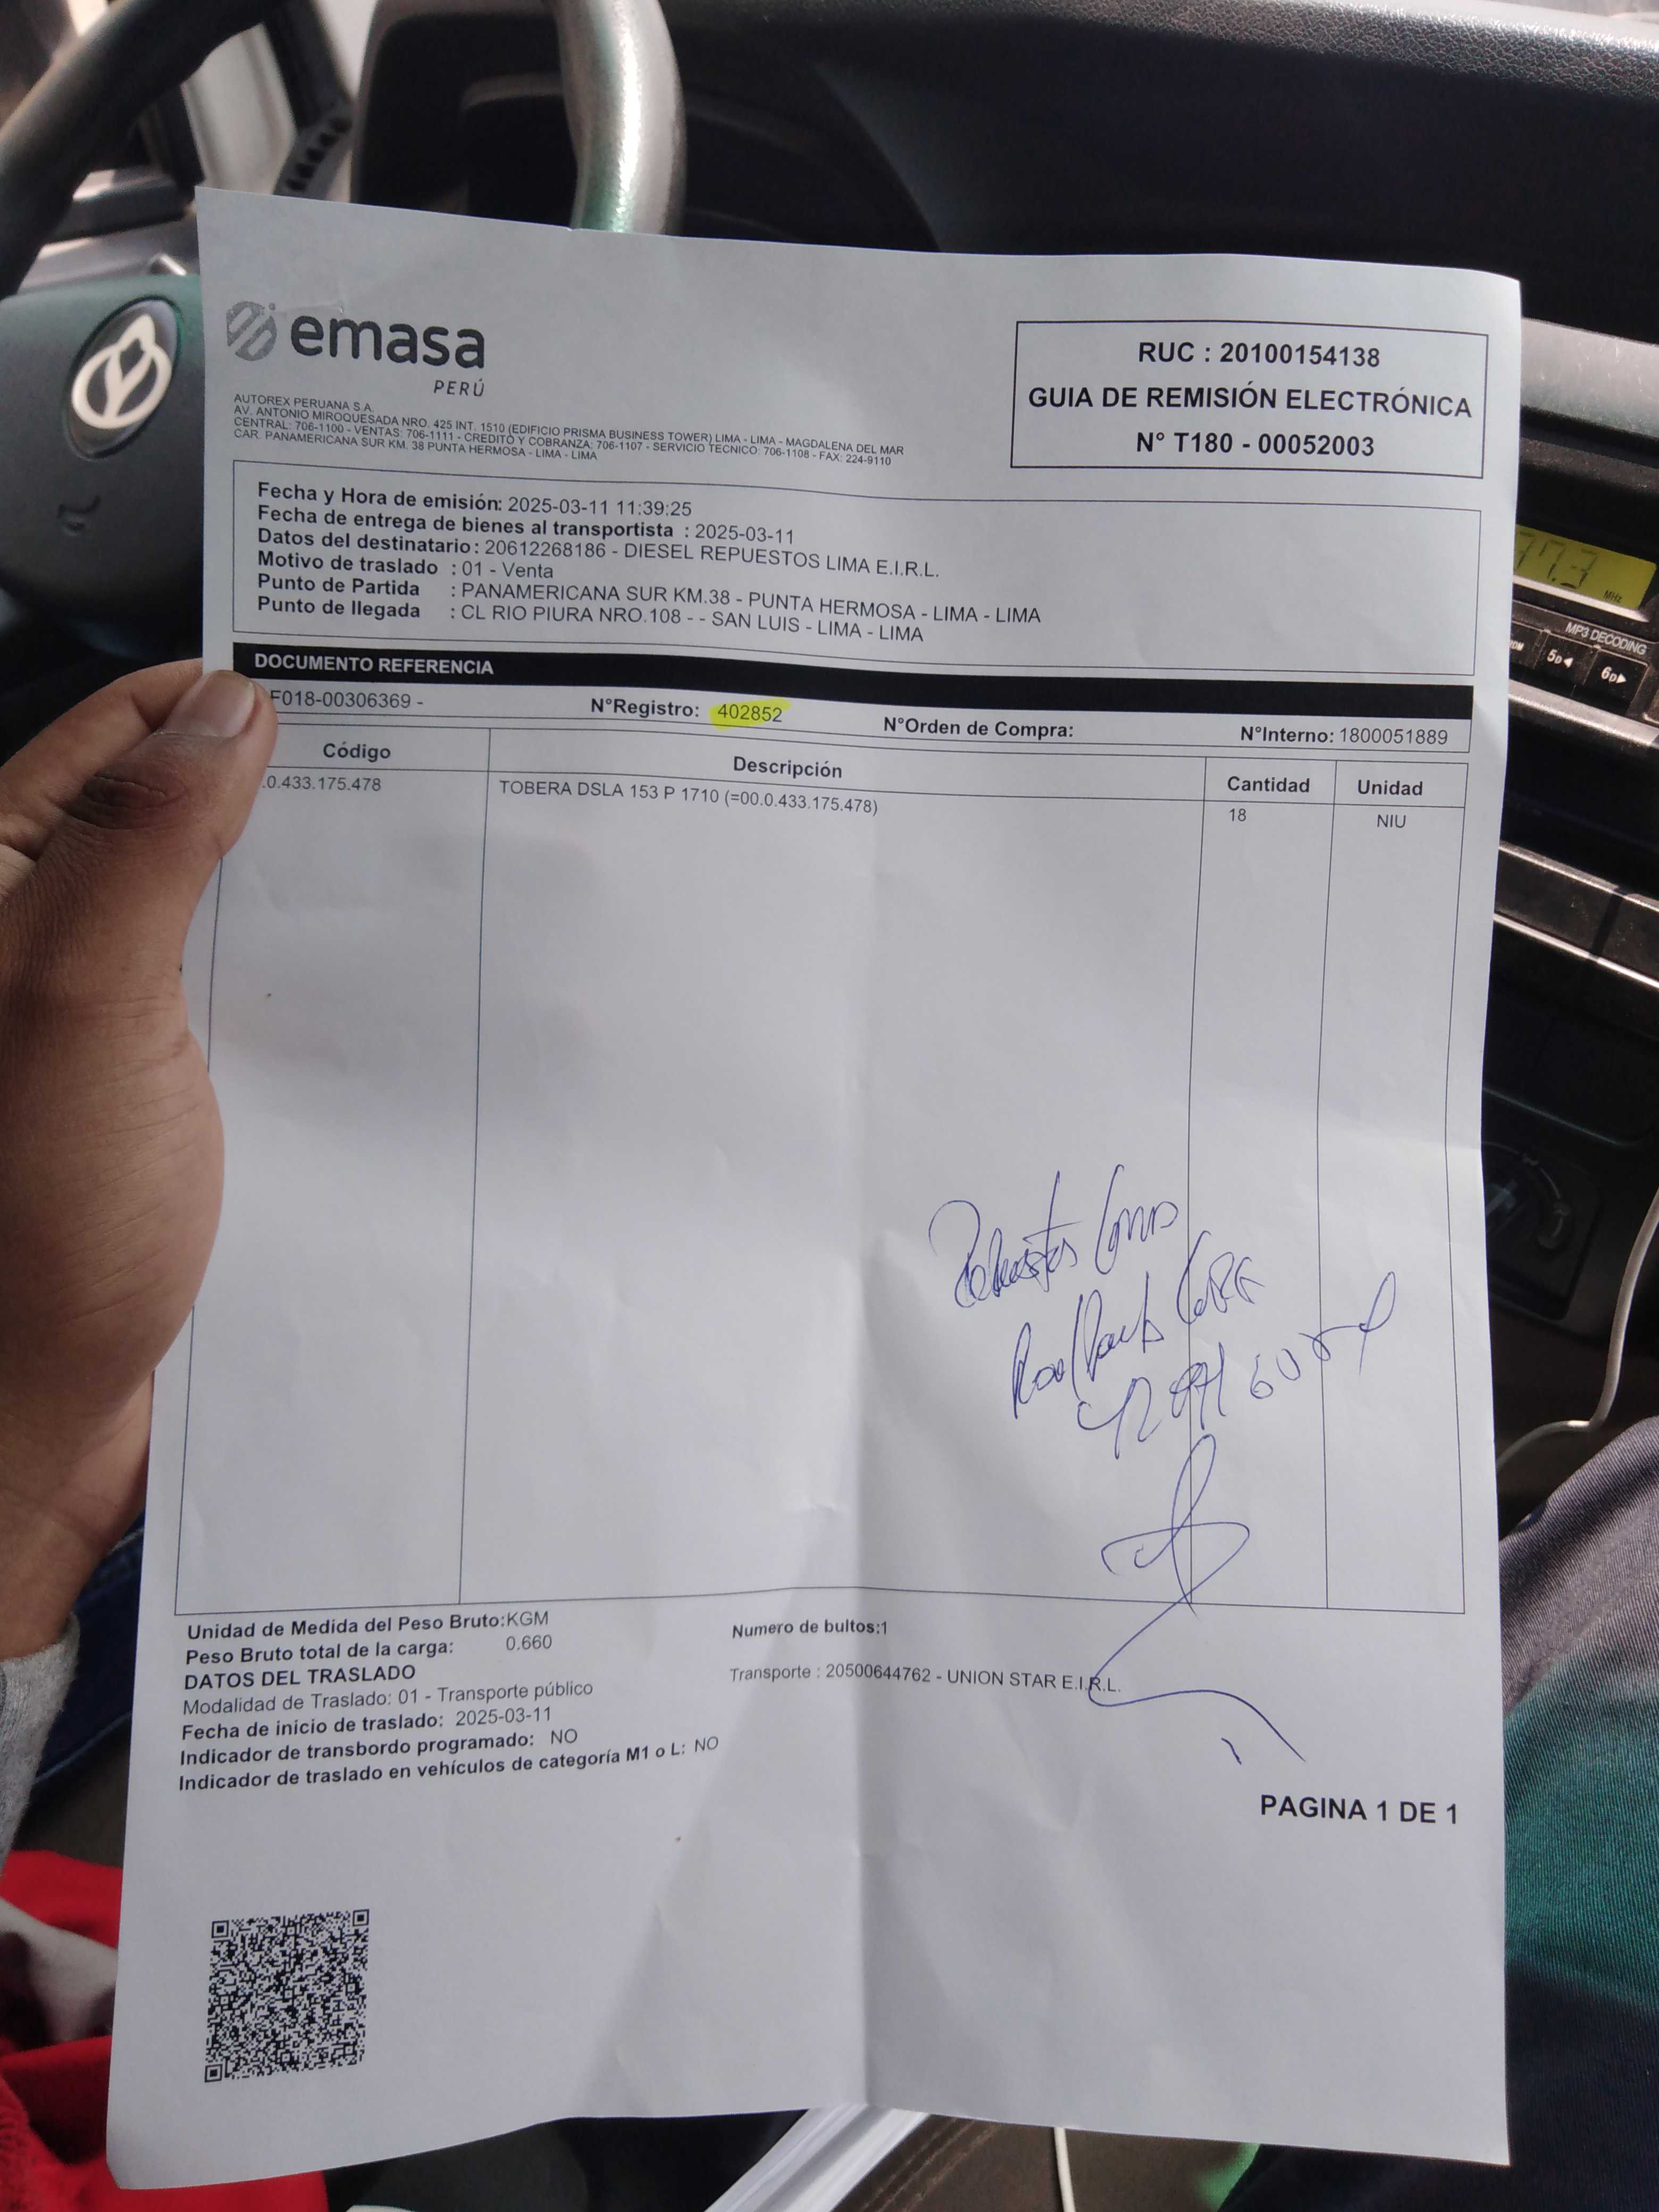 emasa
PERÚ
AUTOREX PERUANA S.A.
AV. ANTONIO MIROQUESADA NRO. 425 INT. 1510 (EDIFICIO PRISMA BUSINESS TOWER) LIMA - LIMA - MAGDALENA DEL MAR
CENTRAL: 706-1100 - VENTAS: 706-1111 - CREDITO Y COBRANZA: 706-1107 - SERVICIO TECNICO: 706-1108 - FAX: 224-9110
CAR. PANAMERICANA SUR KM. 38 PUNTA HERMOSA - LIMA - LIMA
RUC : 20100154138
GUIA DE REMISIÓN ELECTRÓNICA
N° T180 - 00052003
Fecha y Hora de emisión: 2025-03-11 11:39:25
Fecha de entrega de bienes al transportista : 2025-03-11
Datos del destinatario : 20612268186 - DIESEL REPUESTOS LIMA E.I.R.L.
Motivo de traslado : 01 - Venta
Punto de Partida : PANAMERICANA SUR KM.38 - PUNTA HERMOSA - LIMA - LIMA
Punto de llegada : CL RIO PIURA NRO.108 - - SAN LUIS - LIMA - LIMA
DOCUMENTO REFERENCIA
F018-00306369 - N°Registro: 402852 N°Orden de Compra: N°Interno: 1800051889
Código Descripción Cantidad Unidad
.0.433.175.478 TOBERA DSLA 153 P 1710 (=00.0.433.175.478) 18 NIU
Unidad de Medida del Peso Bruto:KGM
Peso Bruto total de la carga: 0.660
Numero de bultos:1
DATOS DEL TRASLADO
Modalidad de Traslado: 01 - Transporte público
Transporte : 20500644762 - UNION STAR E.I.R.L.
Fecha de inicio de traslado: 2025-03-11
Indicador de transbordo programado: NO
Indicador de traslado en vehículos de categoría M1 o L: NO
PAGINA 1 DE 1
77.3
MHz
MP3 DECODING
5D
6D